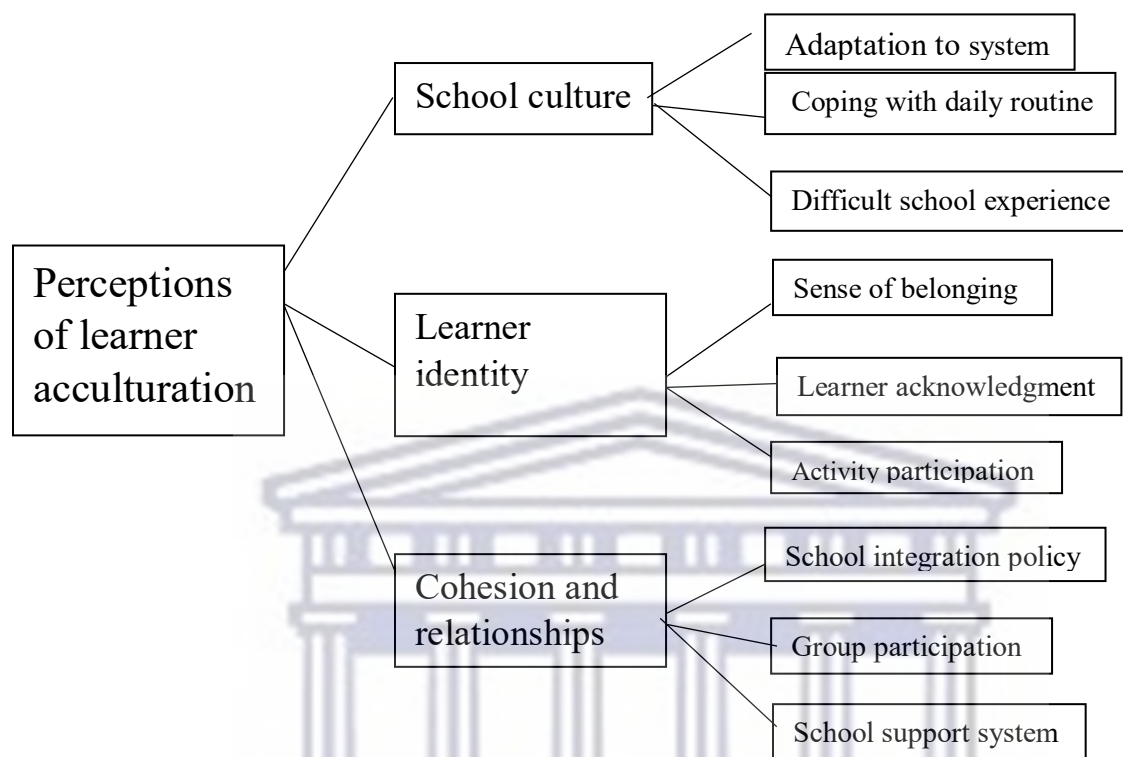 Perceptions
of learner
acculturation
School culture
Adaptation to system
Coping with daily routine
Difficult school experience
Learner
identity
Sense of belonging
Learner acknowledgment
Activity participation
Cohesion and
relationships
School integration policy
Group participation
School support system